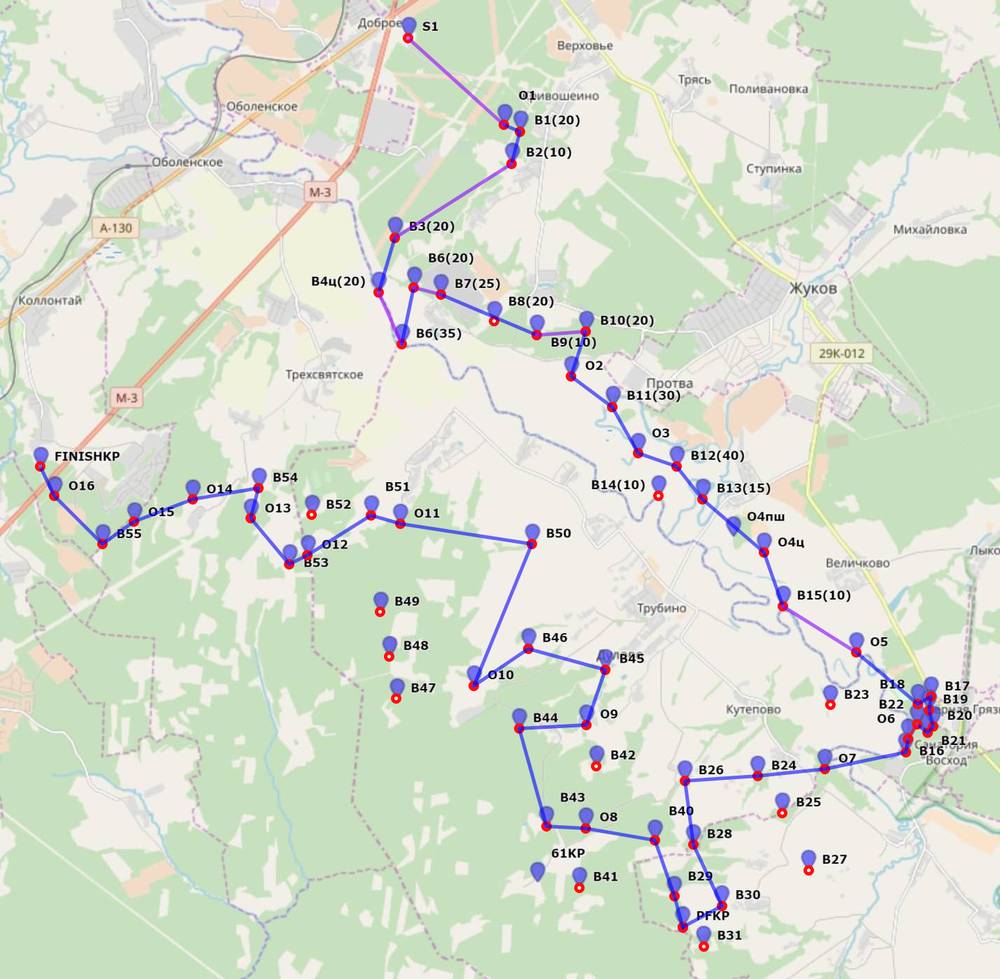 Доброе
S1
Верховье
Трясь
Поливановка
O1
Кривошеино
Оболенское
B1(20)
B2(10)
Оболенское
M-3
Ступинка
А-130
B3(20)
Михайловка
B6(20)
B4ц(20)
B7(25)
Жуков
Коллонтай
B8(20)
B10(20)
B6(35)
B9(10)
29К-012
O2
Трехсвятское
Протва
M-3
B11(30)
O3
FINISHKP
B12(40)
B54
O16
O14
B51
B14(10)
B13(15)
B52
O13
O15
O11
O4пш
B55
B50
O12
O4ц
B53
Величково
B15(10)
B49
Трубино
B46
O5
B48
B45
O10
B18
B17
B47
B23
B19
B22
Кутепово
O9
O6
B20
B44
B21
Санатория
B16
Восход
B42
O7
B24
B26
B43
B25
B40
O8
B28
61KP
B27
B41
B29
B30
PFKP
B31